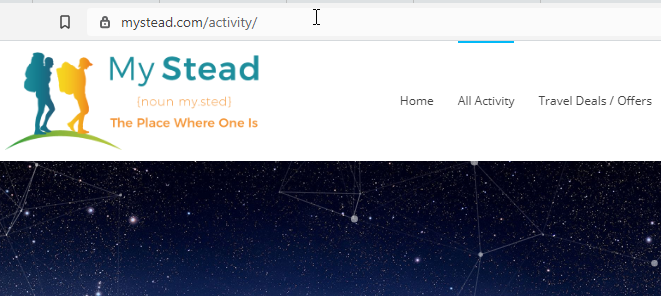 mystead.com/activity/
My Stead
{noun my.sted}
The Place Where One Is
Home All Activity Travel Deals / Offers